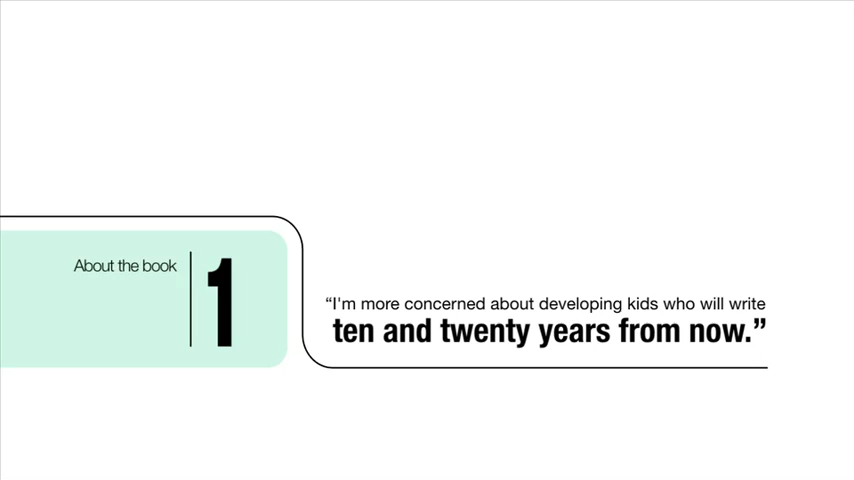 About the book
1
“I'm more concerned about developing kids who will write
ten and twenty years from now.”